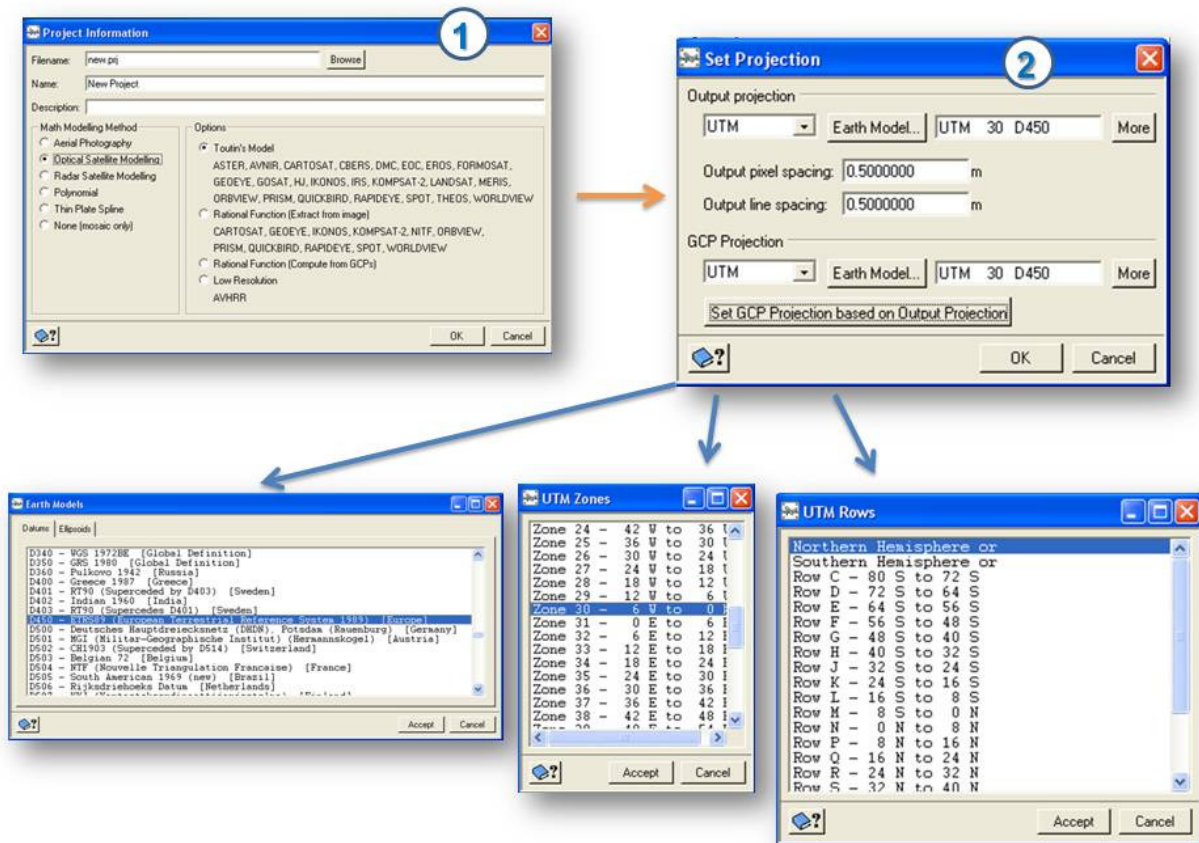 Project Information
1
Filename: new.prj Browse
Name: New Project
Description:
Math Modelling Method
Aerial Photography
Optical Satellite Modelling
Radar Satellite Modelling
Polynomial
Thin Plate Spline
None (mosaic only)
Options
Toutin's Model
ASTER, AVNIR, CARTOSAT, CBERS, DMC, EOC, EROS, FORMOSAT,
GEOEYE, GOSAT, HJ, IKONOS, IRS, KOMPSAT-2, LANDSAT, MERIS,
ORBVIEW, PRISM, QUICKBIRD, RAPIDEYE, SPOT, THEOS, WORLDVIEW
Rational Function (Extract from image)
CARTOSAT, GEOEYE, IKONOS, KOMPSAT-2, NITF, ORBVIEW,
PRISM, QUICKBIRD, RAPIDEYE, SPOT, WORLDVIEW
Rational Function (Compute from GCPs)
Low Resolution
AVHRR
OK Cancel
Set Projection
2
Output projection
UTM Earth Model... UTM 30 D450 More
Output pixel spacing: 0.5000000 m
Output line spacing: 0.5000000 m
GCP Projection
UTM Earth Model... UTM 30 D450 More
Set GCP Projection based on Output Projection
OK Cancel
Earth Models
Datums Ellipsoids
D340 - WGS 1972BE [Global Definition]
D350 - GRS 1980 [Global Definition]
D360 - Pulkovo 1942 [Russia]
D400 - Greece 1987 [Greece]
D401 - RT90 (Superceded by D403) [Sweden]
D402 - Indian 1960 [India]
D403 - RT90 (Supercedes D401) [Sweden]
D450 - ETRS89 (European Terrestrial Reference System 1989) [Europe]
D500 - Deutsches Hauptdreiecksnetz (DHDN), Potsdam (Rauenburg) [Germany]
D501 - MGI (Militar-Geographische Institut) (Hermannskogel) [Austria]
D502 - CH1903 (Superceded by D514) [Switzerland]
D503 - Belgian 72 [Belgium]
D504 - NTF (Nouvelle Triangulation Francaise) [France]
D505 - South American 1969 (new) [Brazil]
D506 - Rijksdriehoeks Datum [Netherlands]
Accept Cancel
UTM Zones
Zone 24 - 42 W to 36 W
Zone 25 - 36 W to 30 W
Zone 26 - 30 W to 24 W
Zone 27 - 24 W to 18 W
Zone 28 - 18 W to 12 W
Zone 29 - 12 W to 6 W
Zone 30 - 6 W to 0 E
Zone 31 - 0 E to 6 E
Zone 32 - 6 E to 12 E
Zone 33 - 12 E to 18 E
Zone 34 - 18 E to 24 E
Zone 35 - 24 E to 30 E
Zone 36 - 30 E to 36 E
Zone 37 - 36 E to 42 E
Zone 38 - 42 E to 48 E
Accept Cancel
UTM Rows
Northern Hemisphere or
Southern Hemisphere or
Row C - 80 S to 72 S
Row D - 72 S to 64 S
Row E - 64 S to 56 S
Row F - 56 S to 48 S
Row G - 48 S to 40 S
Row H - 40 S to 32 S
Row J - 32 S to 24 S
Row K - 24 S to 16 S
Row L - 16 S to 8 S
Row M - 8 S to 0 N
Row N - 0 N to 8 N
Row P - 8 N to 16 N
Row Q - 16 N to 24 N
Row R - 24 N to 32 N
Row S - 32 N to 40 N
Accept Cancel